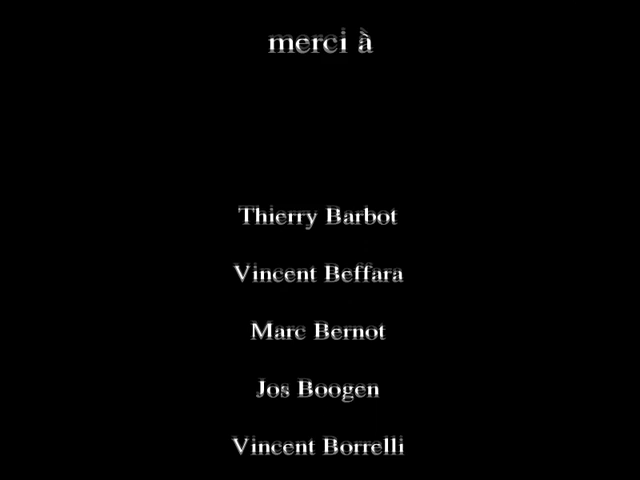 merci à
Thierry Barbot
Vincent Beffara
Marc Bernot
Jos Boogen
Vincent Borrelli